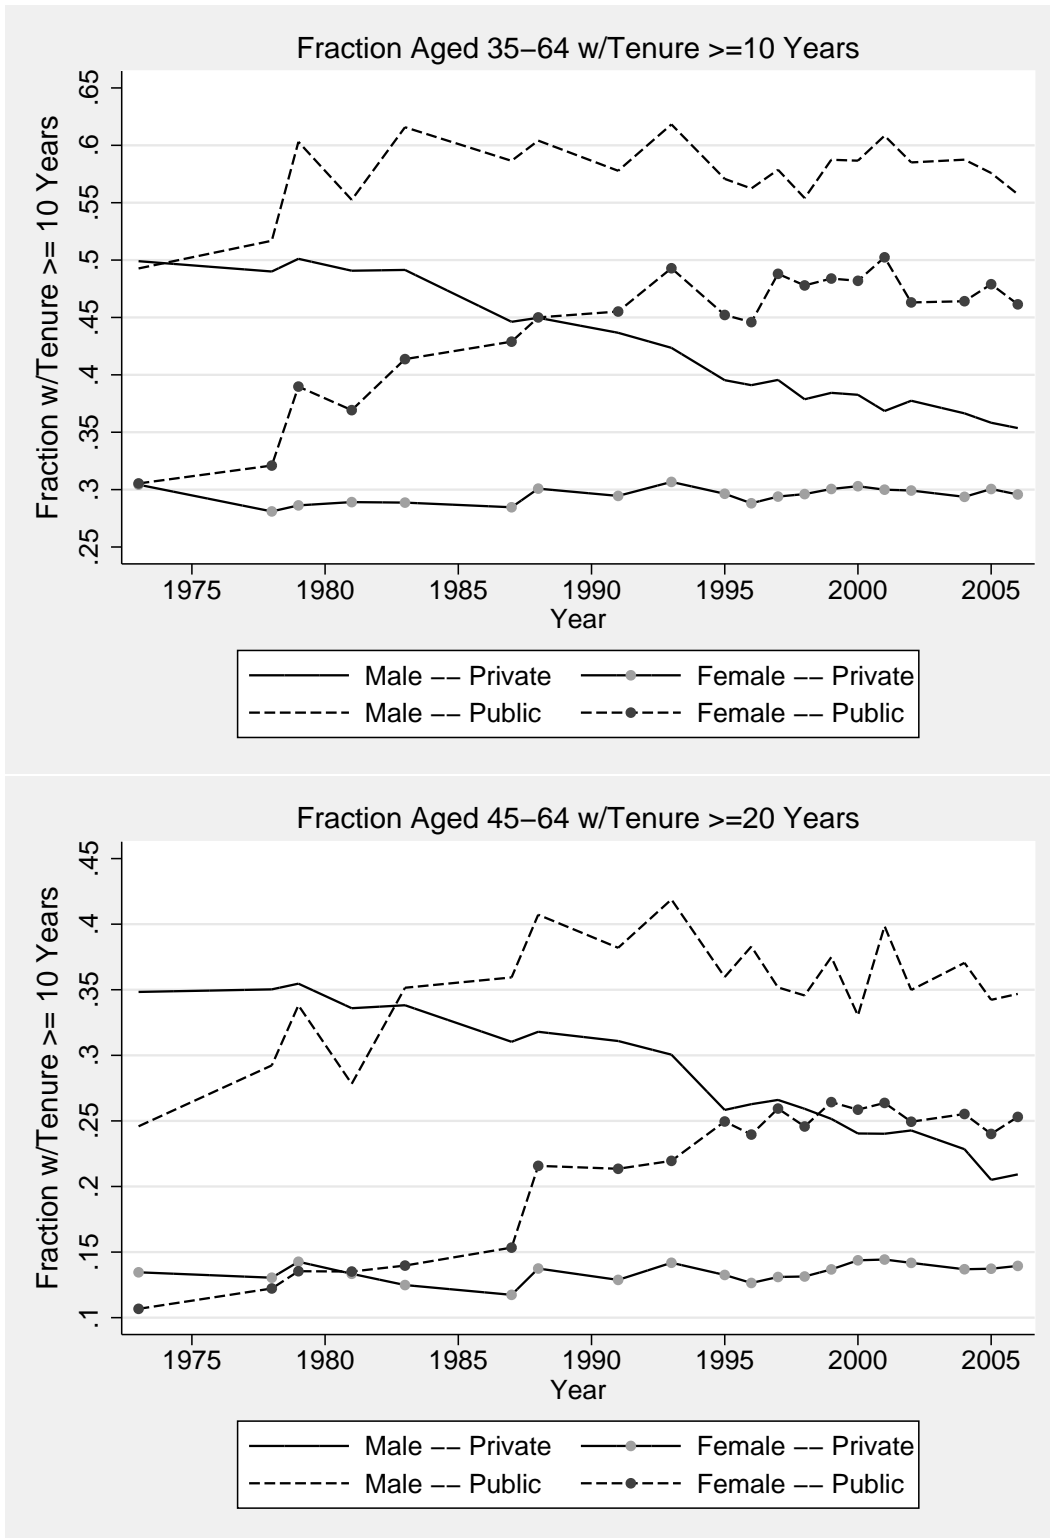 Fraction Aged 35−64 w/Tenure >=10 Years
Fraction w/Tenure >= 10 Years
.65
.6
.55
.5
.45
.4
.35
.3
.25
1975 1980 1985 1990 1995 2000 2005
Year
Male −− Private Female −− Private
Male −− Public Female −− Public
Fraction Aged 45−64 w/Tenure >=20 Years
Fraction w/Tenure >= 10 Years
.45
.4
.35
.3
.25
.2
.15
.1
1975 1980 1985 1990 1995 2000 2005
Year
Male −− Private Female −− Private
Male −− Public Female −− Public